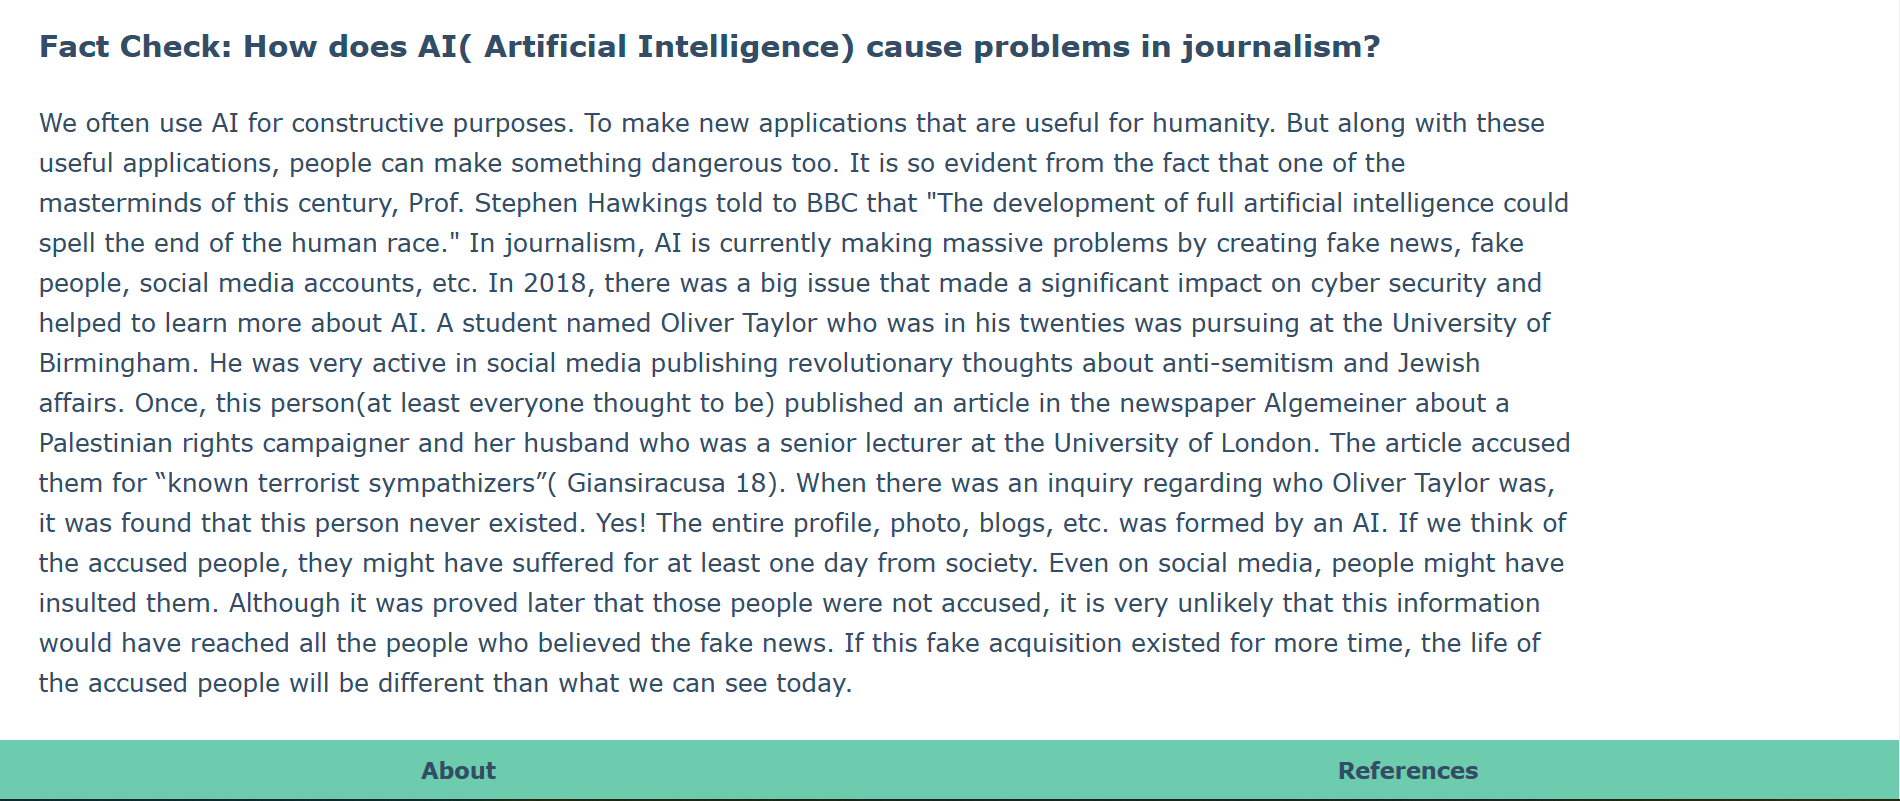 Fact Check: How does AI( Artificial Intelligence) cause problems in journalism?
We often use AI for constructive purposes. To make new applications that are useful for humanity. But along with these
useful applications, people can make something dangerous too. It is so evident from the fact that one of the
masterminds of this century, Prof. Stephen Hawkings told to BBC that "The development of full artificial intelligence could
spell the end of the human race." In journalism, AI is currently making massive problems by creating fake news, fake
people, social media accounts, etc. In 2018, there was a big issue that made a significant impact on cyber security and
helped to learn more about AI. A student named Oliver Taylor who was in his twenties was pursuing at the University of
Birmingham. He was very active in social media publishing revolutionary thoughts about anti-semitism and Jewish
affairs. Once, this person(at least everyone thought to be) published an article in the newspaper Algemeiner about a
Palestinian rights campaigner and her husband who was a senior lecturer at the University of London. The article accused
them for “known terrorist sympathizers”( Giansiracusa 18). When there was an inquiry regarding who Oliver Taylor was,
it was found that this person never existed. Yes! The entire profile, photo, blogs, etc. was formed by an AI. If we think of
the accused people, they might have suffered for at least one day from society. Even on social media, people might have
insulted them. Although it was proved later that those people were not accused, it is very unlikely that this information
would have reached all the people who believed the fake news. If this fake acquisition existed for more time, the life of
the accused people will be different than what we can see today.
About
References